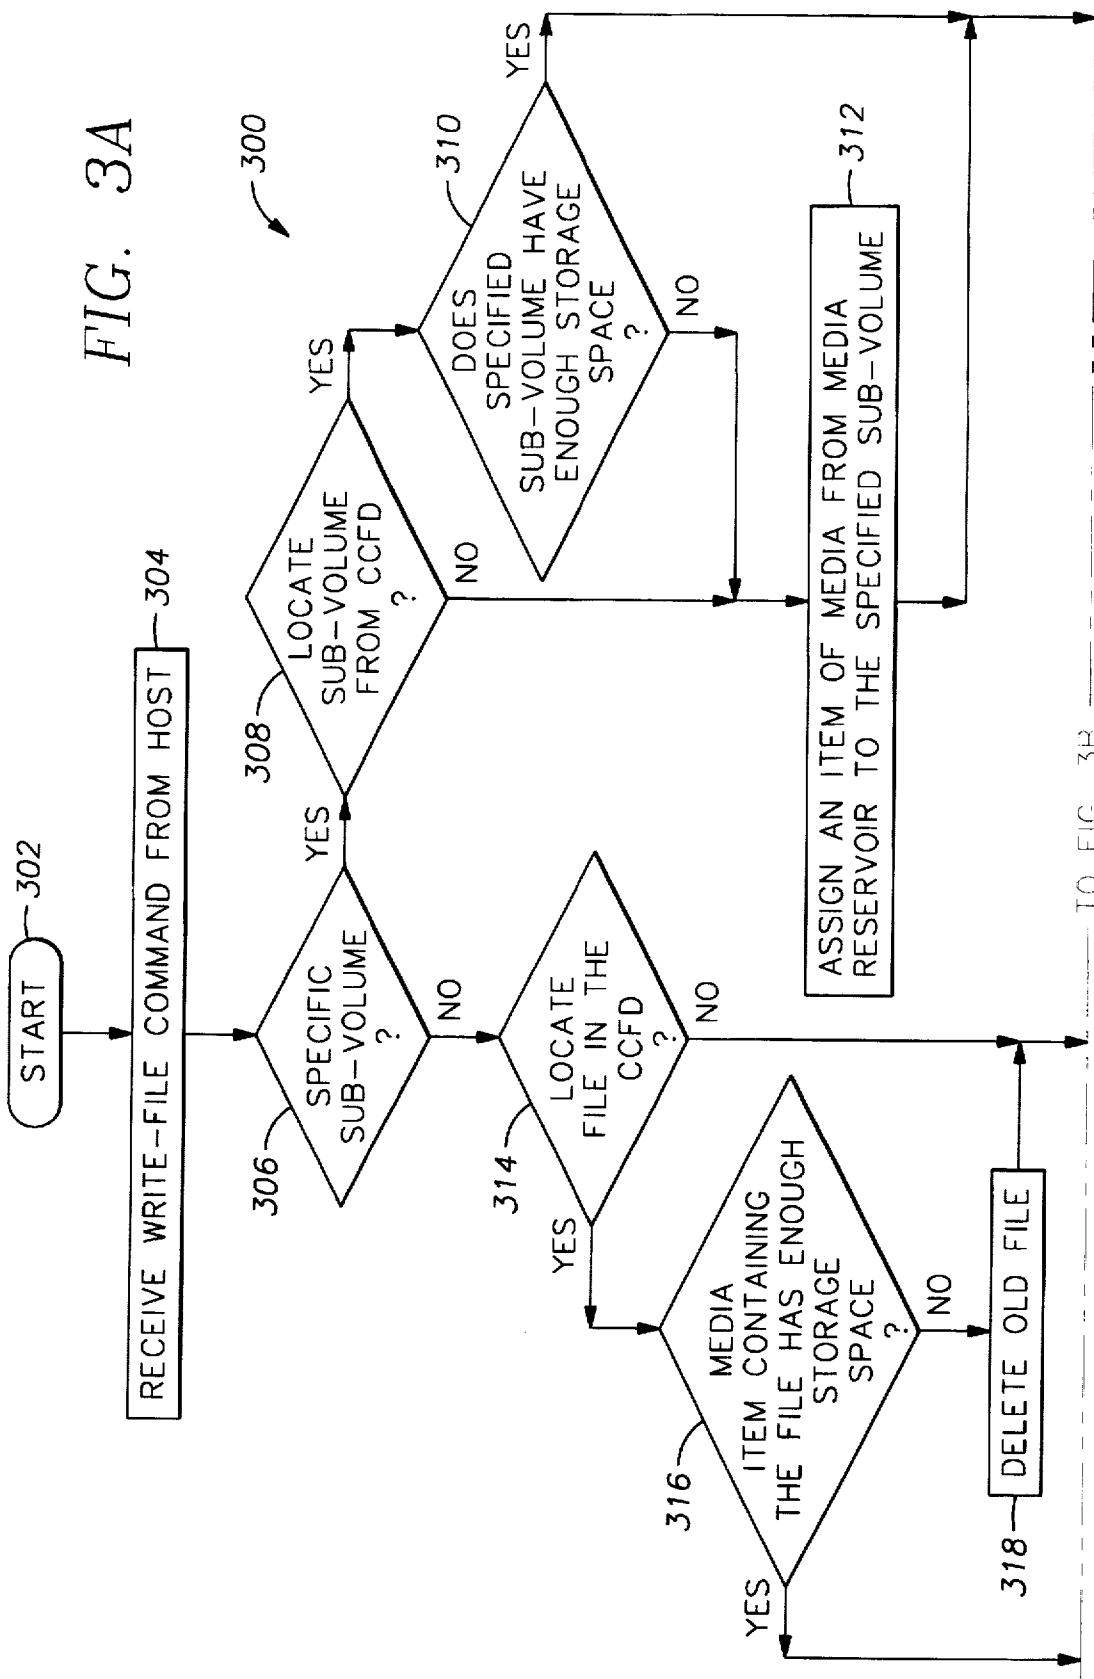 FIG. 3A
300
START
302
RECEIVE WRITE-FILE COMMAND FROM HOST
304
SPECIFIC
SUB-VOLUME
?
306
YES
NO
LOCATE
SUB-VOLUME
FROM CCFD
?
308
YES
NO
DOES
SPECIFIED
SUB-VOLUME HAVE
ENOUGH STORAGE
SPACE
?
310
YES
NO
ASSIGN AN ITEM OF MEDIA FROM MEDIA
RESERVOIR TO THE SPECIFIED SUB-VOLUME
312
LOCATE
FILE IN THE
CCFD
?
314
YES
NO
MEDIA
ITEM CONTAINING
THE FILE HAS ENOUGH
STORAGE
SPACE
?
316
YES
NO
DELETE OLD FILE
318
TO FIG. 3B